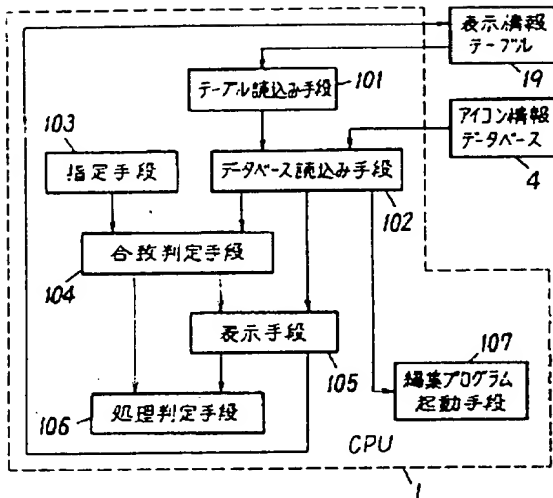 表示情報
テーブル
19
テーブル読込み手段
101
アイコン情報
データベース
4
103
指定手段
データベース読込み手段
102
合致判定手段
104
表示手段
105
107
編集プログラム
起動手段
処理判定手段
106
CPU
1